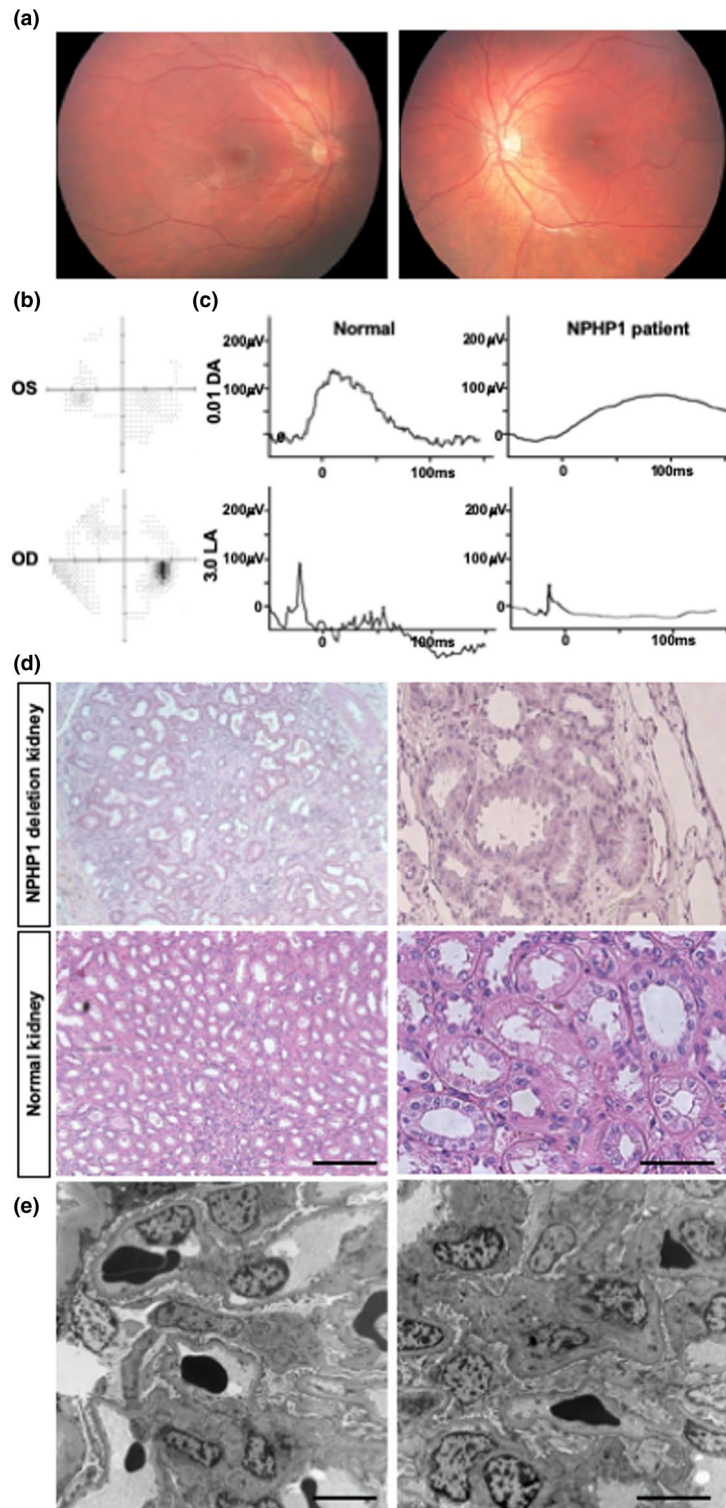 (a)
(b)
(c)
OS
OD
0.01 DA
Normal
200µV
100µV
0
0
100ms
NPHP1 patient
200µV
100µV
0
0
100ms
3.0 LA
200µV
100µV
0
0
100ms
200µV
100µV
0
0
100ms
(d)
NPHP1 deletion kidney
Normal kidney
(e)